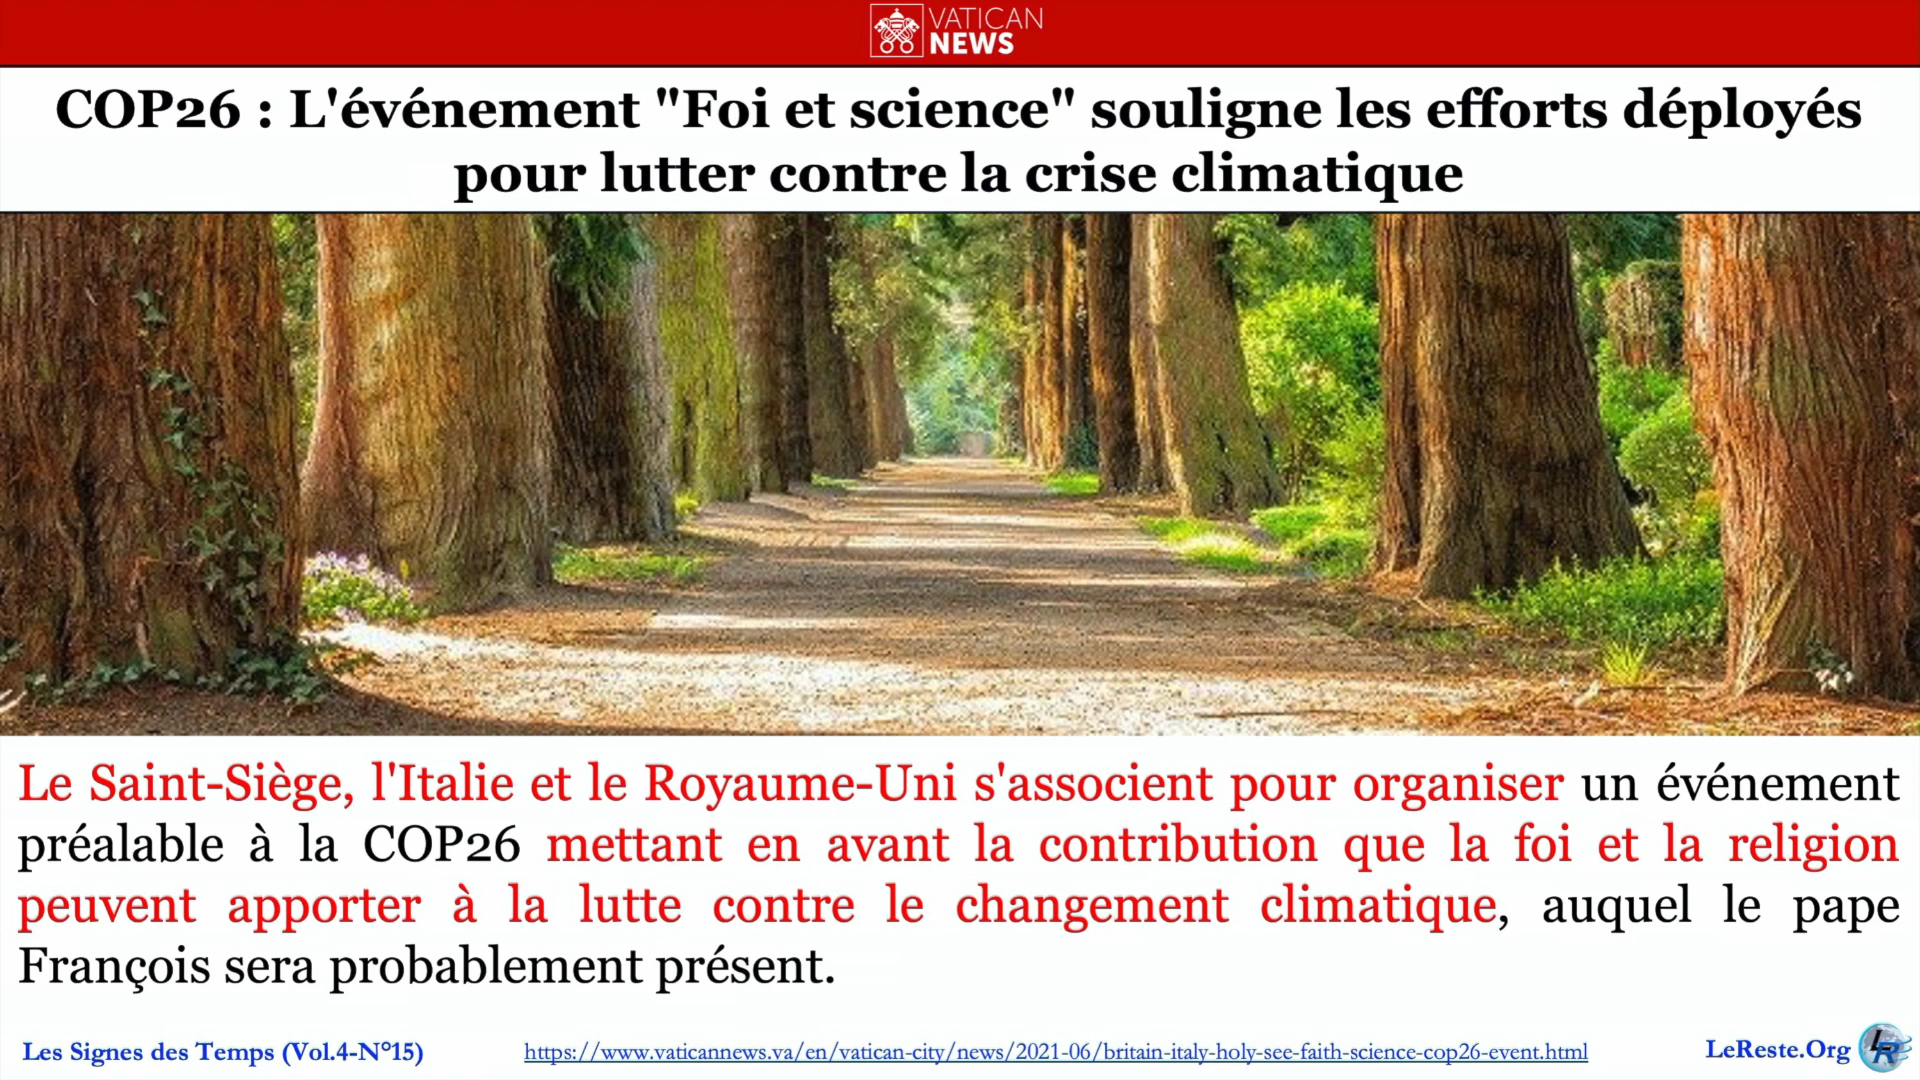 VATICAN
NEWS
COP26 : L'événement "Foi et science" souligne les efforts déployés
pour lutter contre la crise climatique
Le Saint-Siège, l'Italie et le Royaume-Uni s'associent pour organiser un événement
préalable à la COP26 mettant en avant la contribution que la foi et la religion
peuvent apporter à la lutte contre le changement climatique, auquel le pape
François sera probablement présent.
Les Signes des Temps (Vol.4-N°15)
https://www.vaticannews.va/en/vatican-city/news/2021-06/britain-italy-holy-see-faith-science-cop26-event.html
LeReste.Org
LR